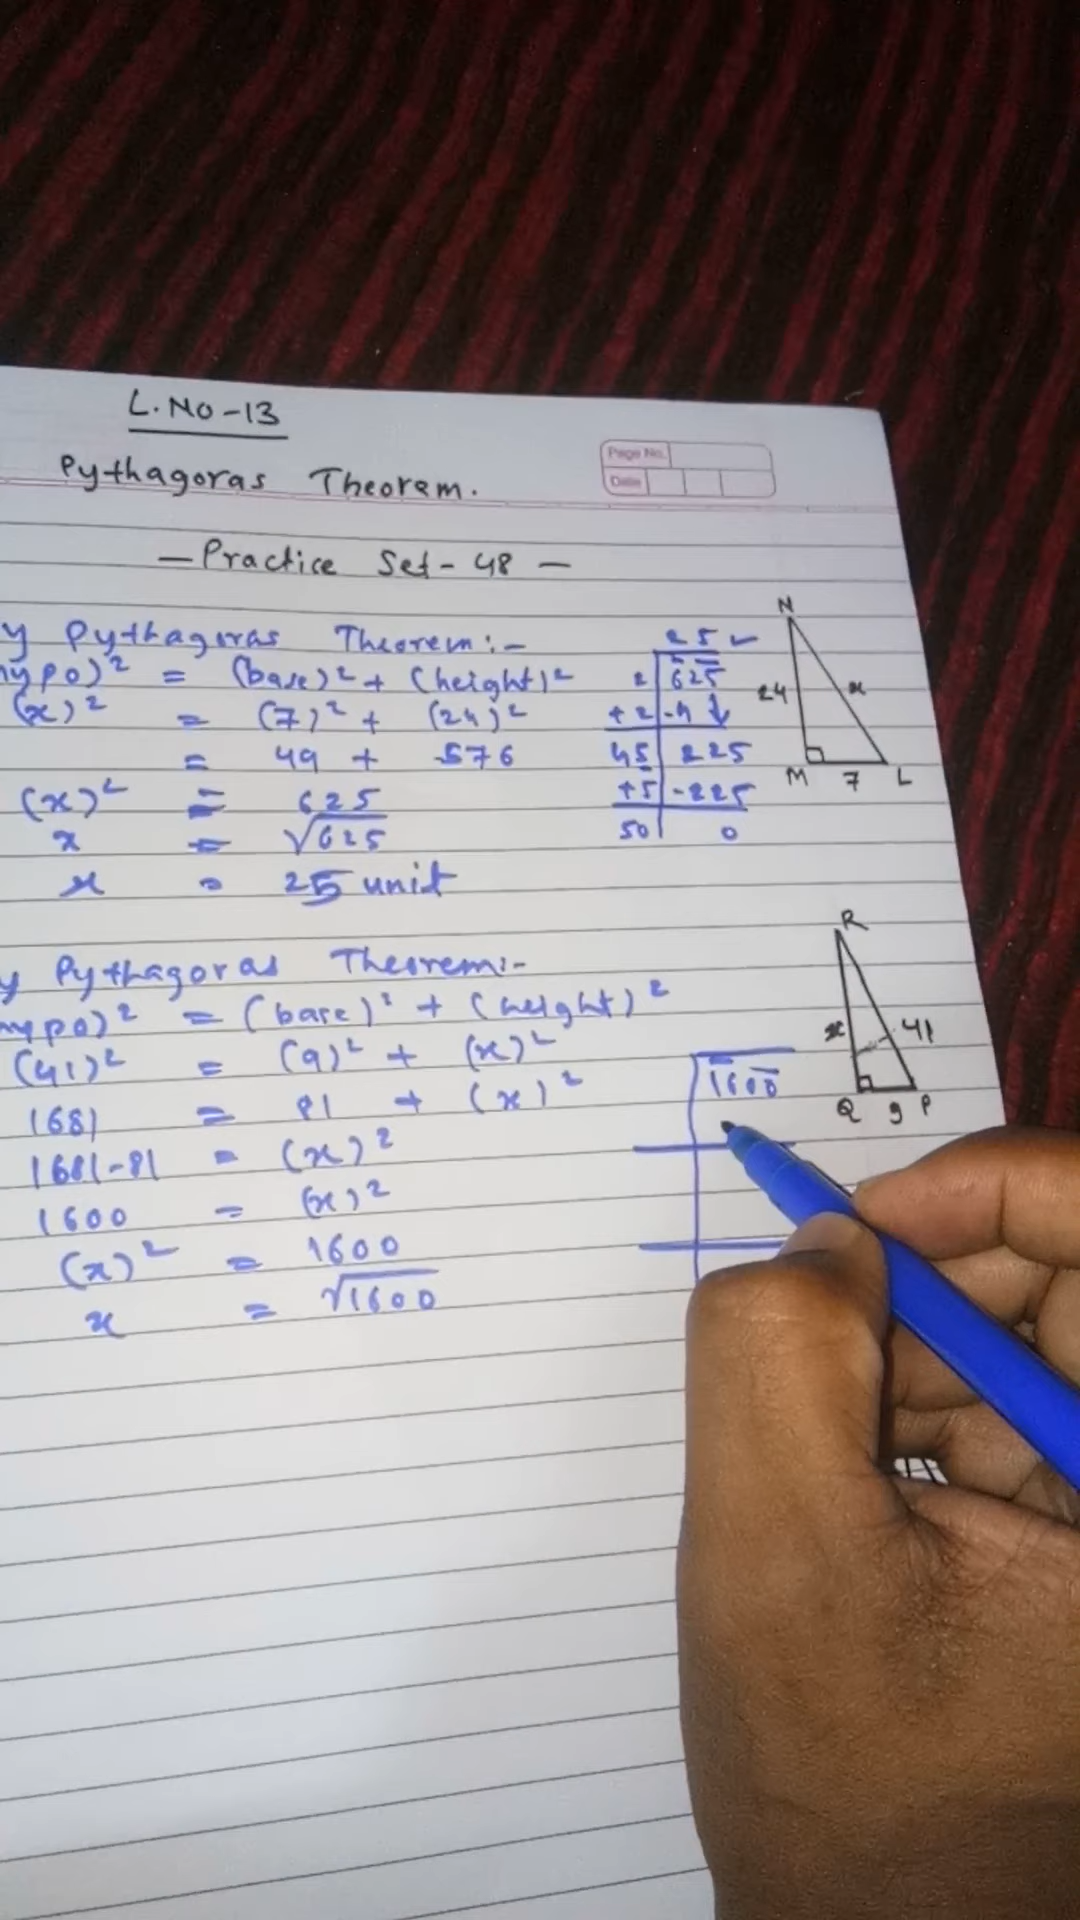 L. No - 13
Pythagoras Theorem.
Page No.
Date
— Practice Set - 48 —
y Pythagoras Theorem :-
hypo)² = (base)² + (height)²
(x)² = (7)² + (24)²
= 49 + 576
(x)² = 625
x = √625
x = 25 unit
25 ✓
2 | 625
+2 | -4 ↓
45 | 225
+5 | -225
50 | 0
N
24
x
M 7 L
y Pythagoras Theorem:-
hypo)² = (base)² + (height)²
(41)² = (9)² + (x)²
1681 = 81 + (x)²
1681-81 = (x)²
1600 = (x)²
(x)² = 1600
x = √1600
1600
R
x
41
Q 9 P